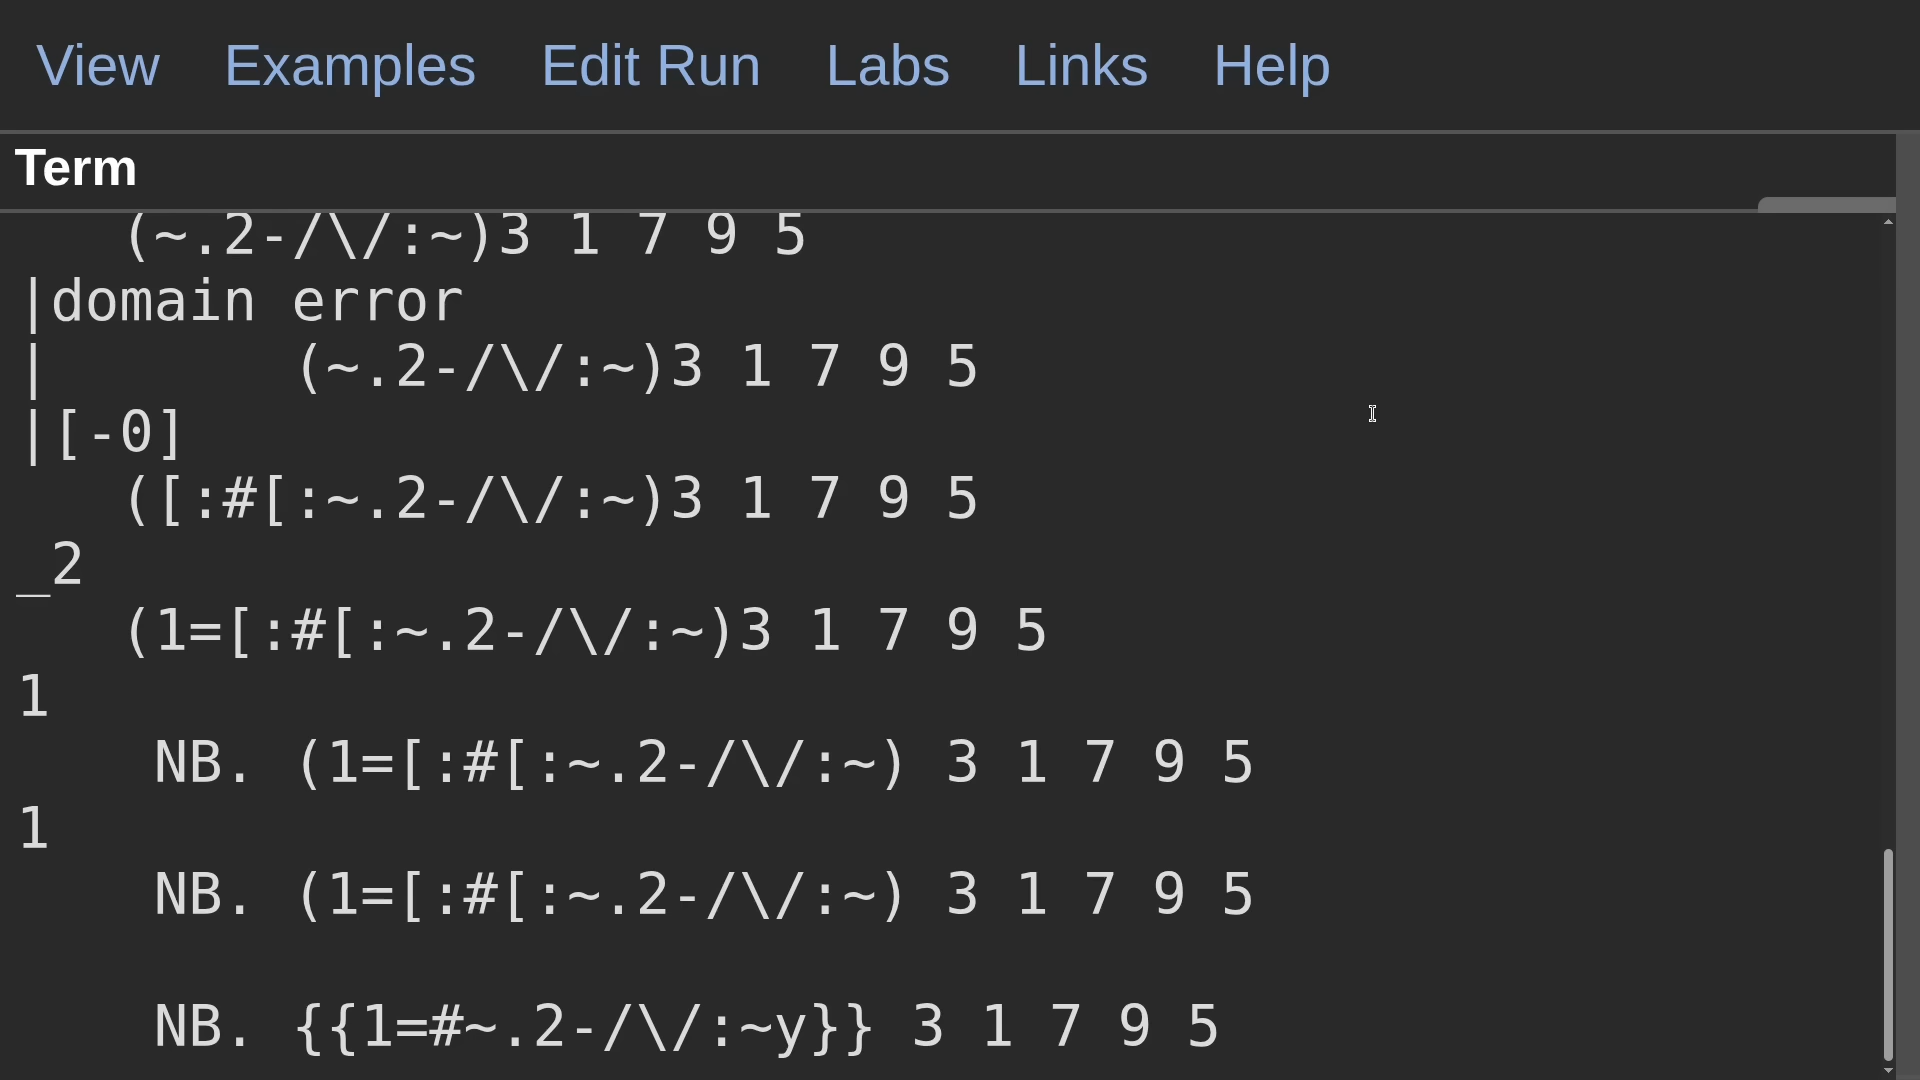 View Examples Edit Run Labs Links Help
Term
(~.2-/\/:~)3 1 7 9 5
|domain error
|       (~.2-/\/:~)3 1 7 9 5
|[-0]
([:#[:~.2-/\/:~)3 1 7 9 5
_2
(1=[:#[:~.2-/\/:~)3 1 7 9 5
1
NB. (1=[:#[:~.2-/\/:~) 3 1 7 9 5
1
NB. (1=[:#[:~.2-/\/:~) 3 1 7 9 5
NB. {{1=#~.2-/\/:~y}} 3 1 7 9 5